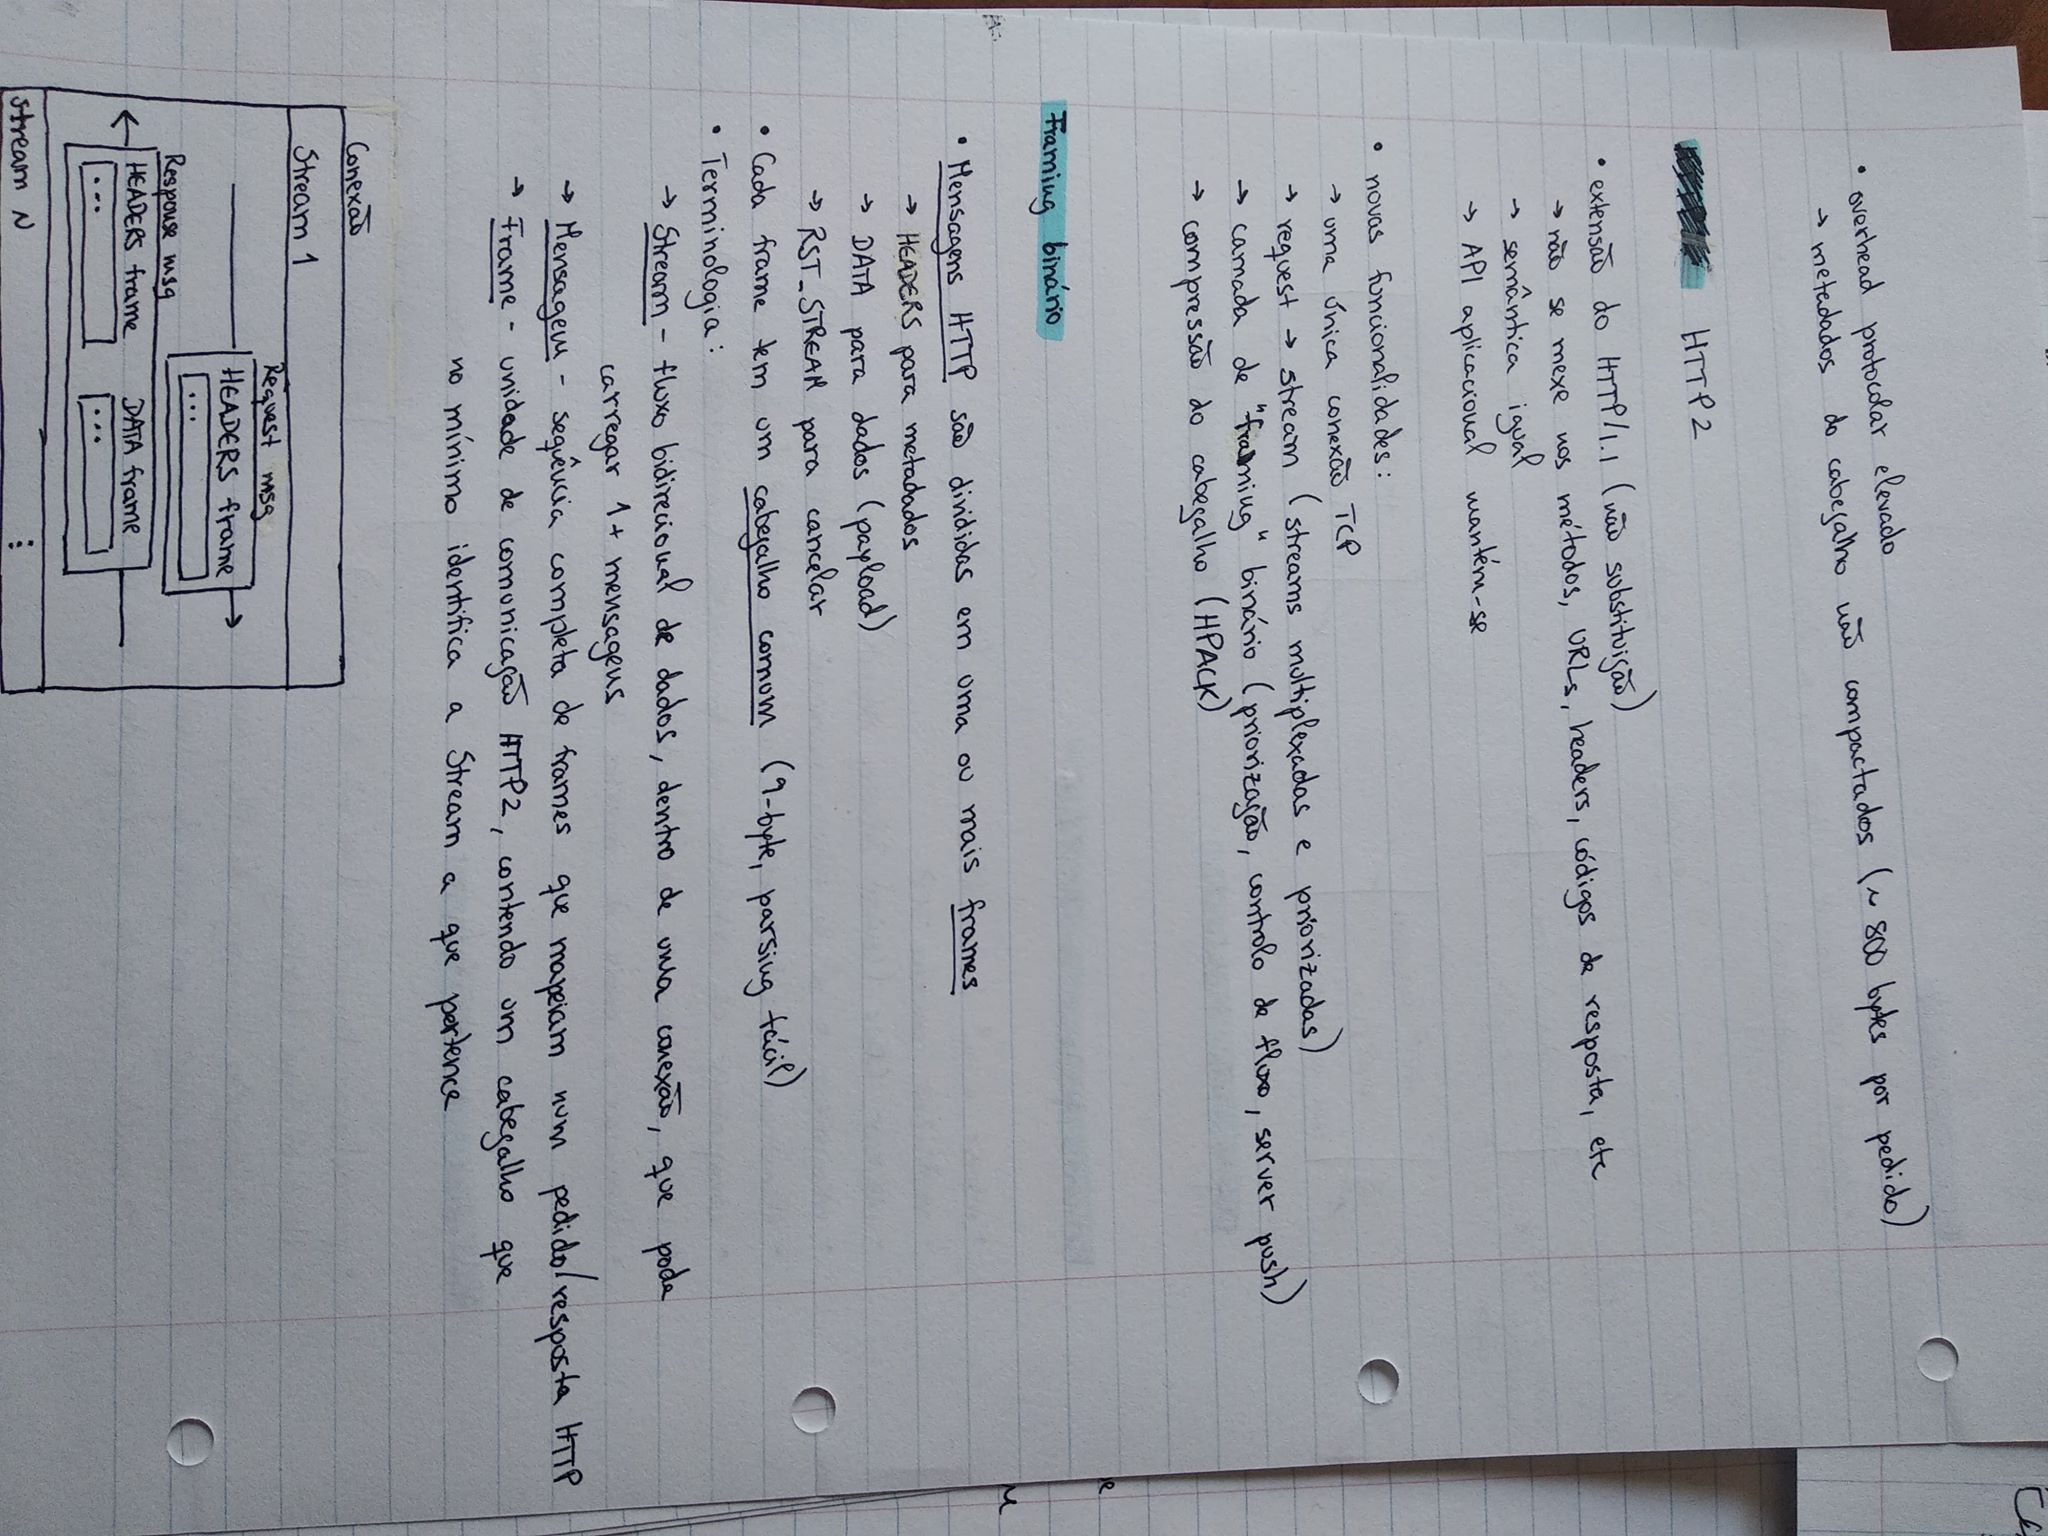 • overhead protocolar elevado
→ metadados do cabeçalho não compactados (~ 800 bytes por pedido)
HTTP2
• extensão do HTTP/1.1 (não substituição)
→ não se mexe nos métodos, URLs, headers, códigos de resposta, etc
→ semântica igual
→ API aplicacional mantém-se
• novas funcionalidades:
→ uma única conexão TCP
→ request → stream (streams multiplexadas e priorizadas)
→ camada de "framing" binário (priorização, controlo de fluxo, server push)
→ compressão do cabeçalho (HPACK)
Framing binário
• Mensagens HTTP são divididas em uma ou mais frames
→ HEADERS para metadados
→ DATA para dados (payload)
→ RST_STREAM para cancelar
• Cada frame tem um cabeçalho comum (9-byte, parsing fácil)
• Terminologia:
→ Stream - fluxo bidirecional de dados, dentro de uma conexão, que pode
carregar 1+ mensagens
→ Mensagem - sequência completa de frames que mapeiam num pedido/resposta HTTP
→ Frame - unidade de comunicação HTTP2, contendo um cabeçalho que
no mínimo identifica a Stream a que pertence
Conexão
Stream 1
Request msg
HEADERS frame
...
Response msg
HEADERS frame DATA frame
... ...
Stream N ⋮